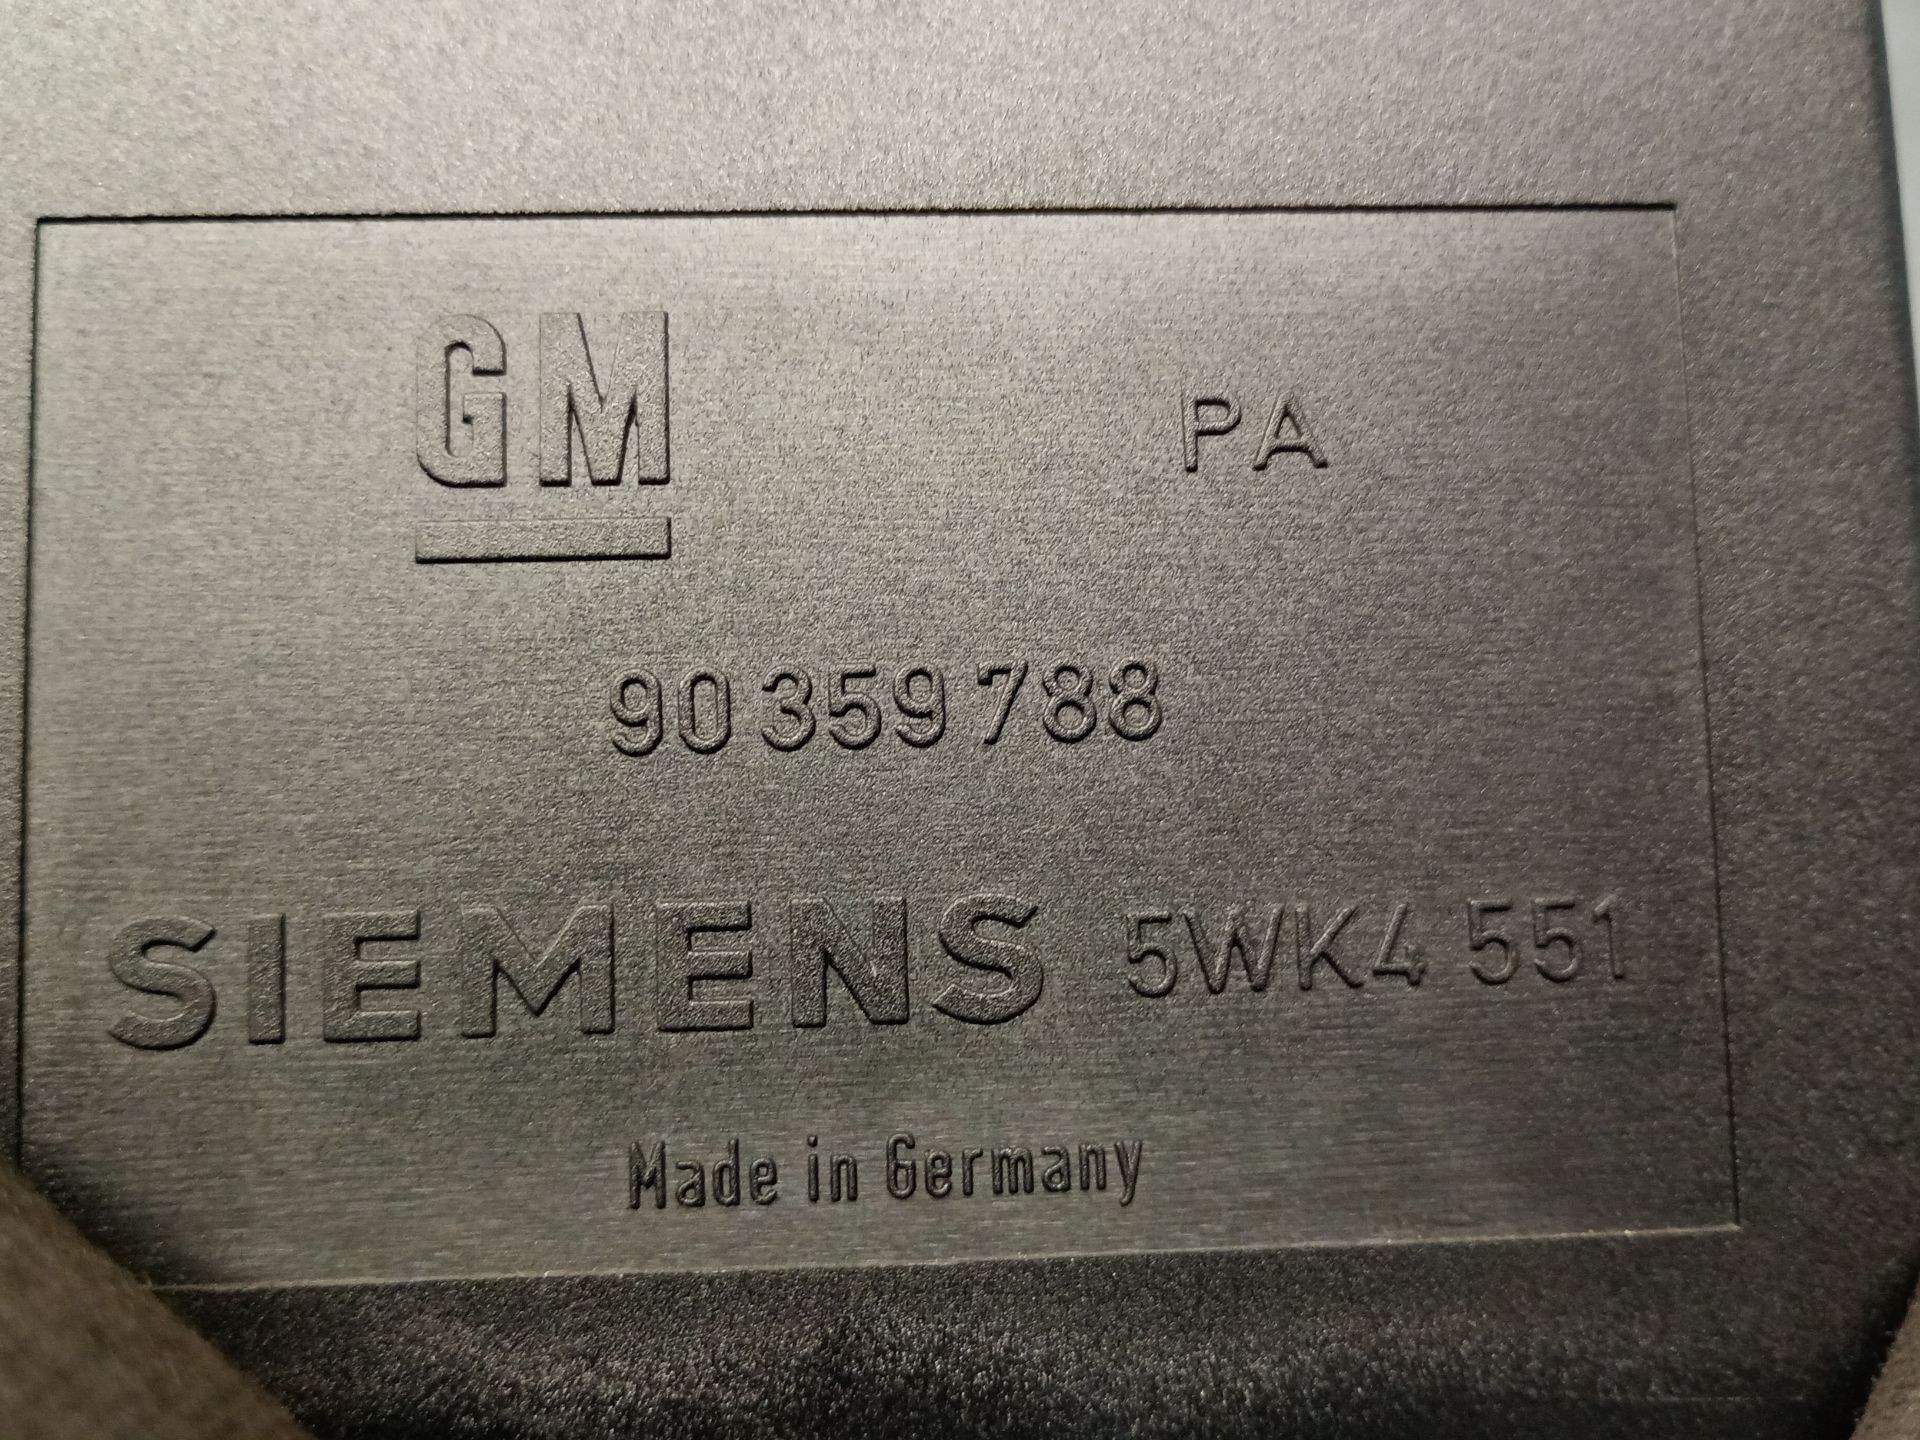 GM PA
90 359 788
SIEMENS 5WK4 551
Made in Germany